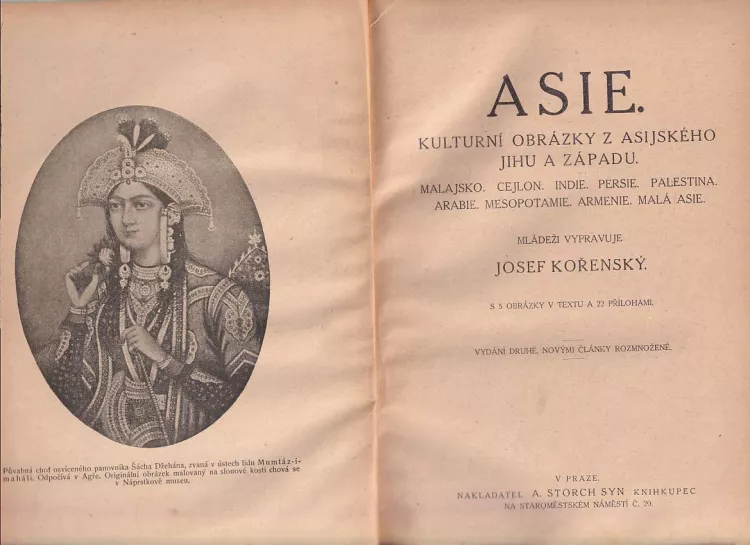 Půvabná choť osvíceného panovníka Šácha Džehána, zvaná v ústech lidu Mumtáz-i-
maháli. Odpočívá v Agře. Originální obrázek malovaný na slonové kosti chová se
v Náprstkově museu.
ASIE.
KULTURNÍ OBRÁZKY Z ASIJSKÉHO
JIHU A ZÁPADU.
MALAJSKO. CEJLON. INDIE. PERSIE. PALESTINA.
ARABIE. MESOPOTAMIE. ARMENIE. MALÁ ASIE.
MLÁDEŽI VYPRAVUJE
JOSEF KOŘENSKÝ.
S 5 OBRÁZKY V TEXTU A 22 PŘÍLOHAMI.
VYDÁNÍ DRUHÉ, NOVÝMI ČLÁNKY ROZMNOŽENÉ.
V PRAZE.
NAKLADATEL A. STORCH SYN KNIHKUPEC
NA STAROMĚSTSKÉM NÁMĚSTÍ Č. 20.